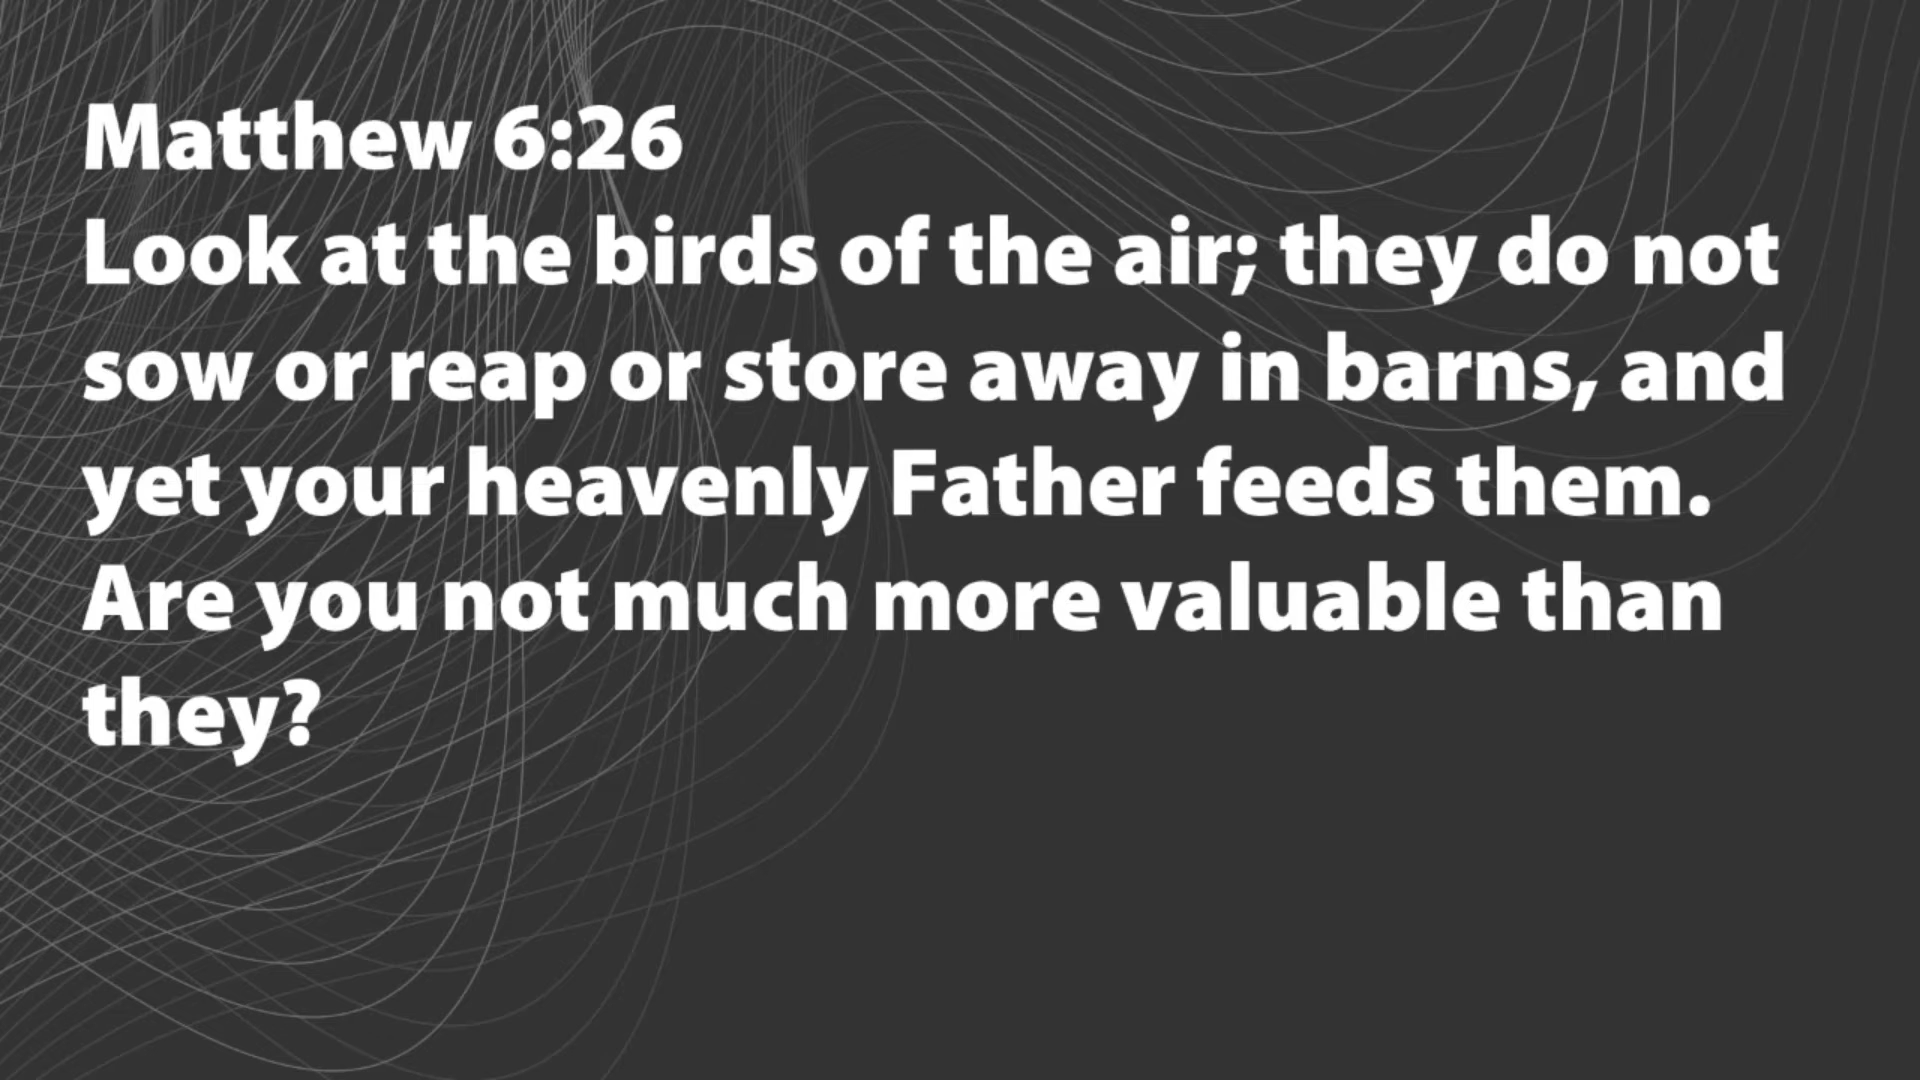 Matthew 6:26
Look at the birds of the air; they do not
sow or reap or store away in barns, and
yet your heavenly Father feeds them.
Are you not much more valuable than
they?